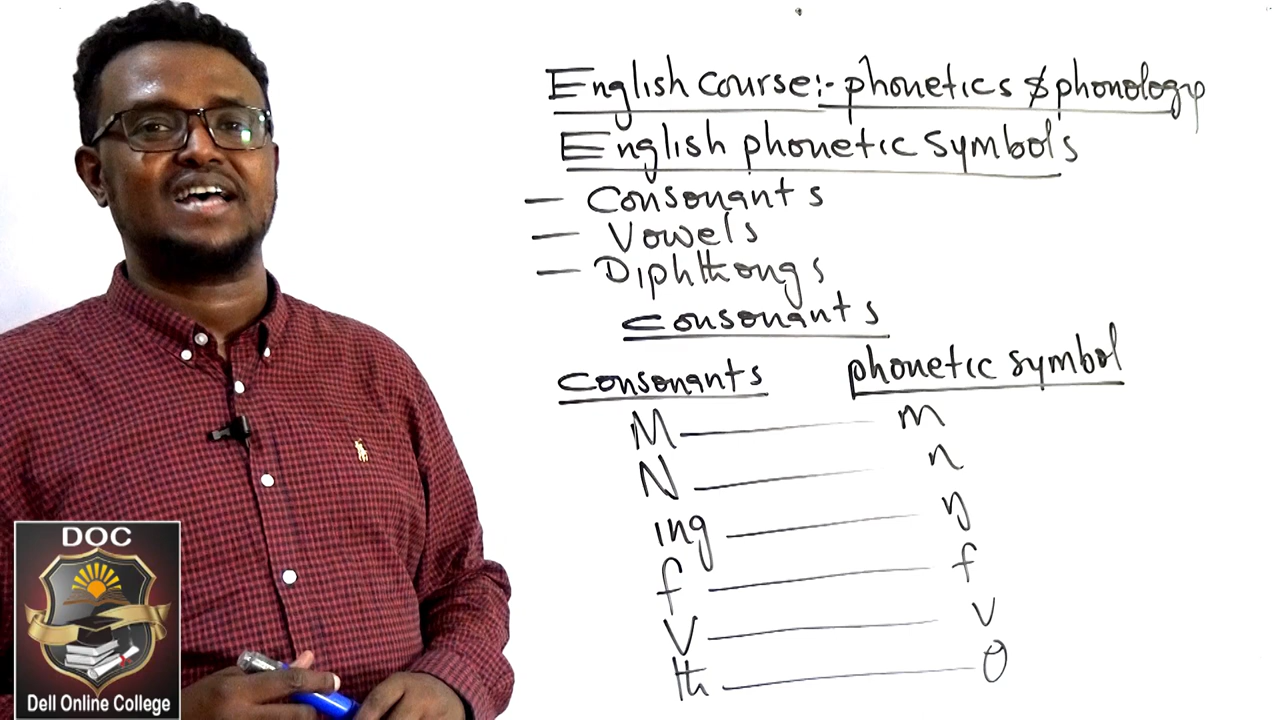 English course:- phonetics & phonology
English phonetic symbols
— Consonants
— Vowels
— Diphthongs
Consonants
Consonants phonetic symbol
M — m
N — n
ing — ŋ
f — f
V — v
th — θ
DOC
Dell Online College